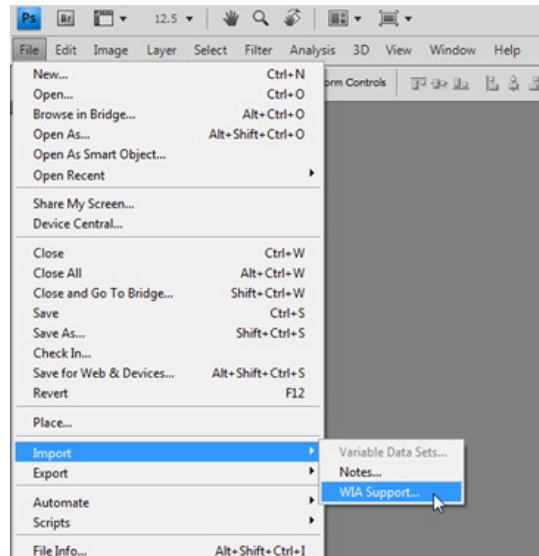 Ps Br 12.5
File Edit Image Layer Select Filter Analysis 3D View Window Help
New... Ctrl+N
orm Controls
Open... Ctrl+O
Browse in Bridge... Alt+Ctrl+O
Open As... Alt+Shift+Ctrl+O
Open As Smart Object...
Open Recent
Share My Screen...
Device Central...
Close Ctrl+W
Close All Alt+Ctrl+W
Close and Go To Bridge... Shift+Ctrl+W
Save Ctrl+S
Save As... Shift+Ctrl+S
Check In...
Save for Web & Devices... Alt+Shift+Ctrl+S
Revert F12
Place...
Import
Variable Data Sets...
Export
Notes...
WIA Support...
Automate
Scripts
File Info... Alt+Shift+Ctrl+I